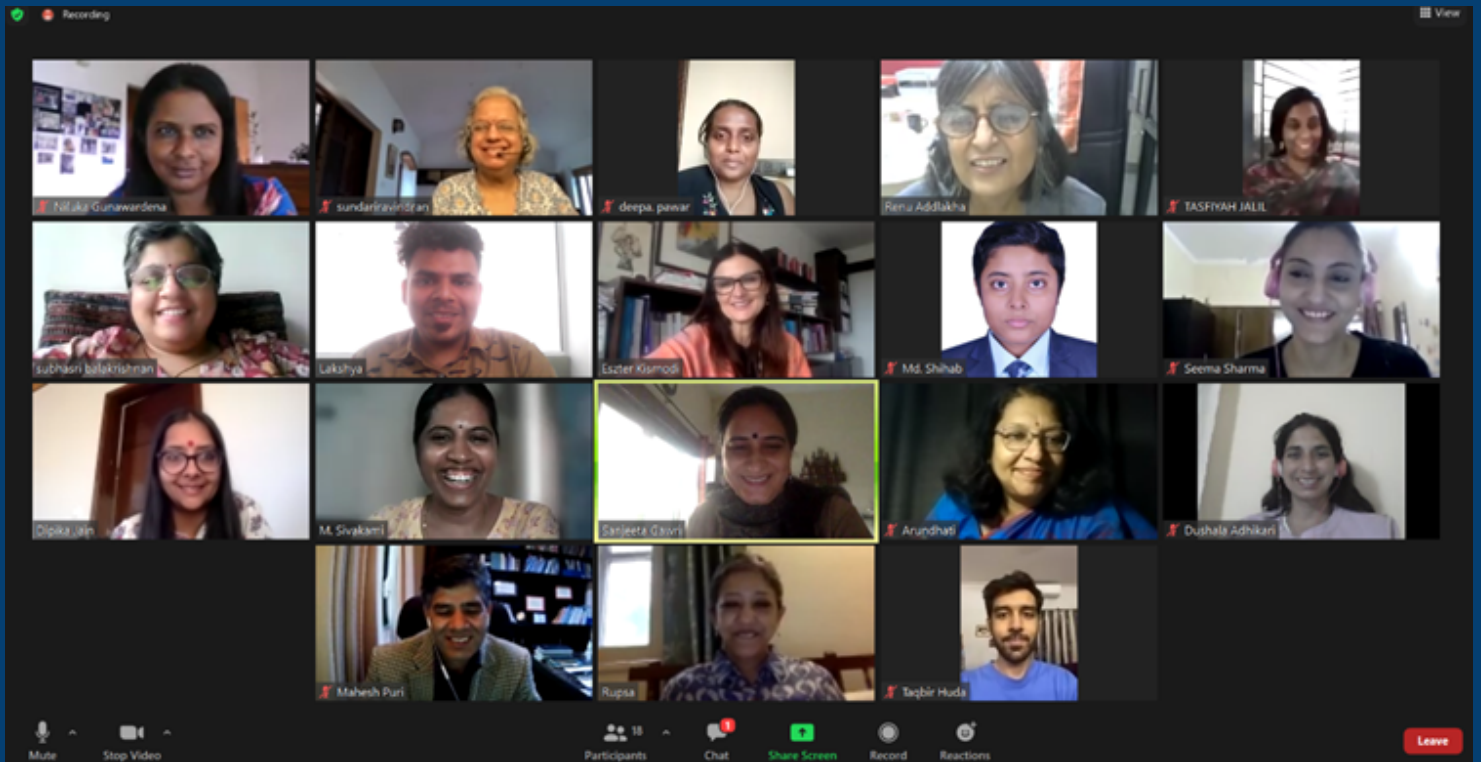 Recording
View
Niluka Gunawardena
sundariravindran
deepa. pawar
Renu Addlakha
TASFIYAH JALIL
subhasri balakrishnan
Lakshya
Eszter Kismodi
Md. Shihab
Seema Sharma
Dipika Jain
M. Sivakami
Sanjeeta Gawri
Arundhati
Dushala Adhikari
Mahesh Puri
Rupsa
Taqbir Huda
18
1
Mute
Stop Video
Participants
Chat
Share Screen
Record
Reactions
Leave